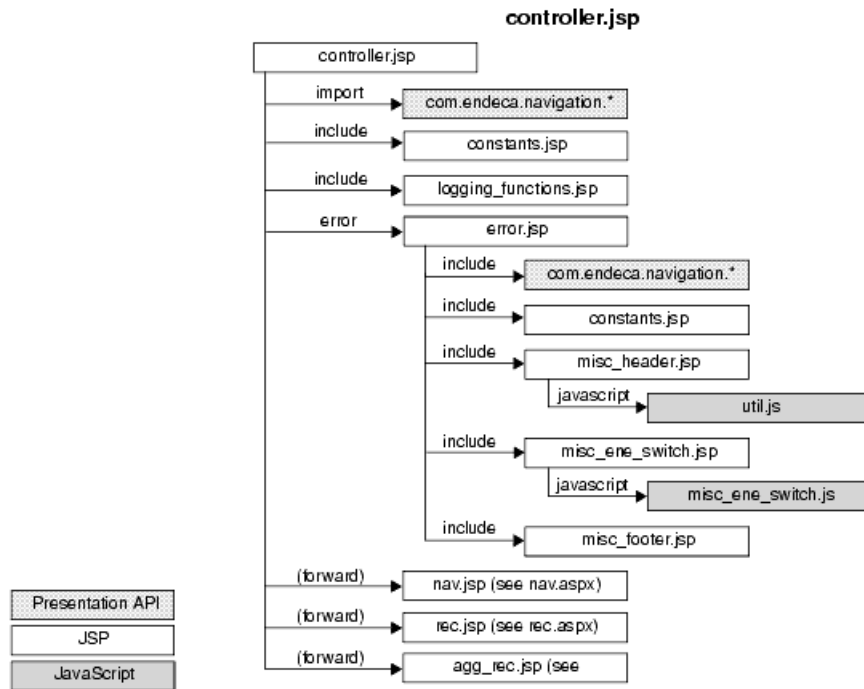 controller.jsp
controller.jsp
import
com.endeca.navigation.*
include
constants.jsp
include
logging_functions.jsp
error
error.jsp
include
com.endeca.navigation.*
include
constants.jsp
include
misc_header.jsp
javascript
util.js
include
misc_ene_switch.jsp
javascript
misc_ene_switch.js
include
misc_footer.jsp
(forward)
nav.jsp (see nav.aspx)
(forward)
rec.jsp (see rec.aspx)
(forward)
agg_rec.jsp (see
Presentation API
JSP
JavaScript